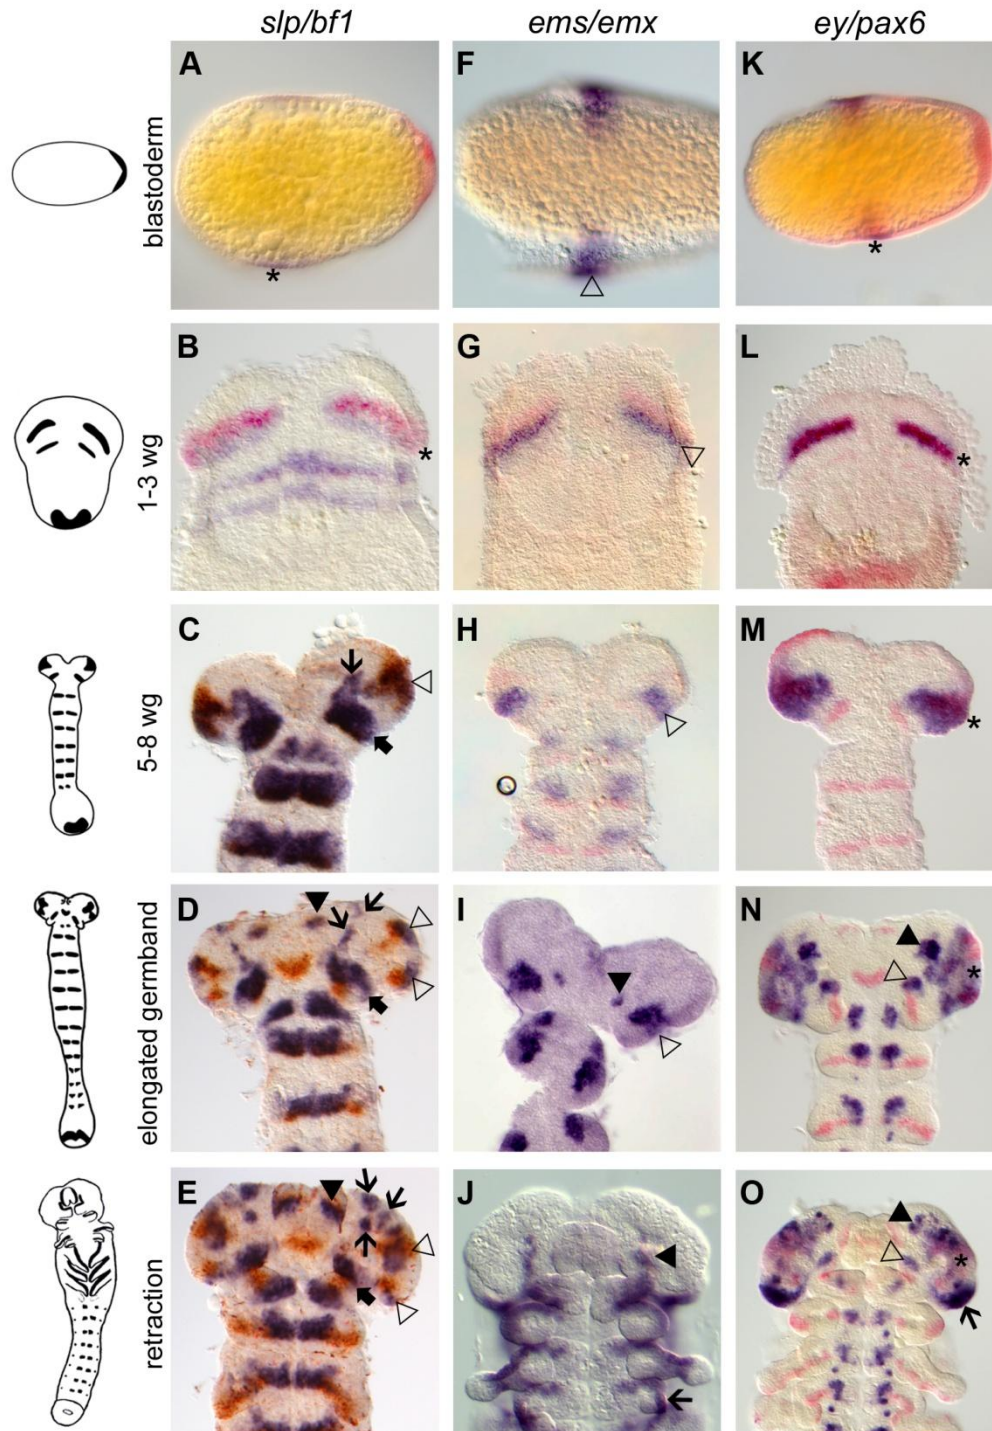 slp/bf1 ems/emx ey/pax6
A F K
blastoderm
* *
B G L
1-3 wg
* *
C H M
5-8 wg
*
D I N
elongated germband
*
E J O
retraction
*